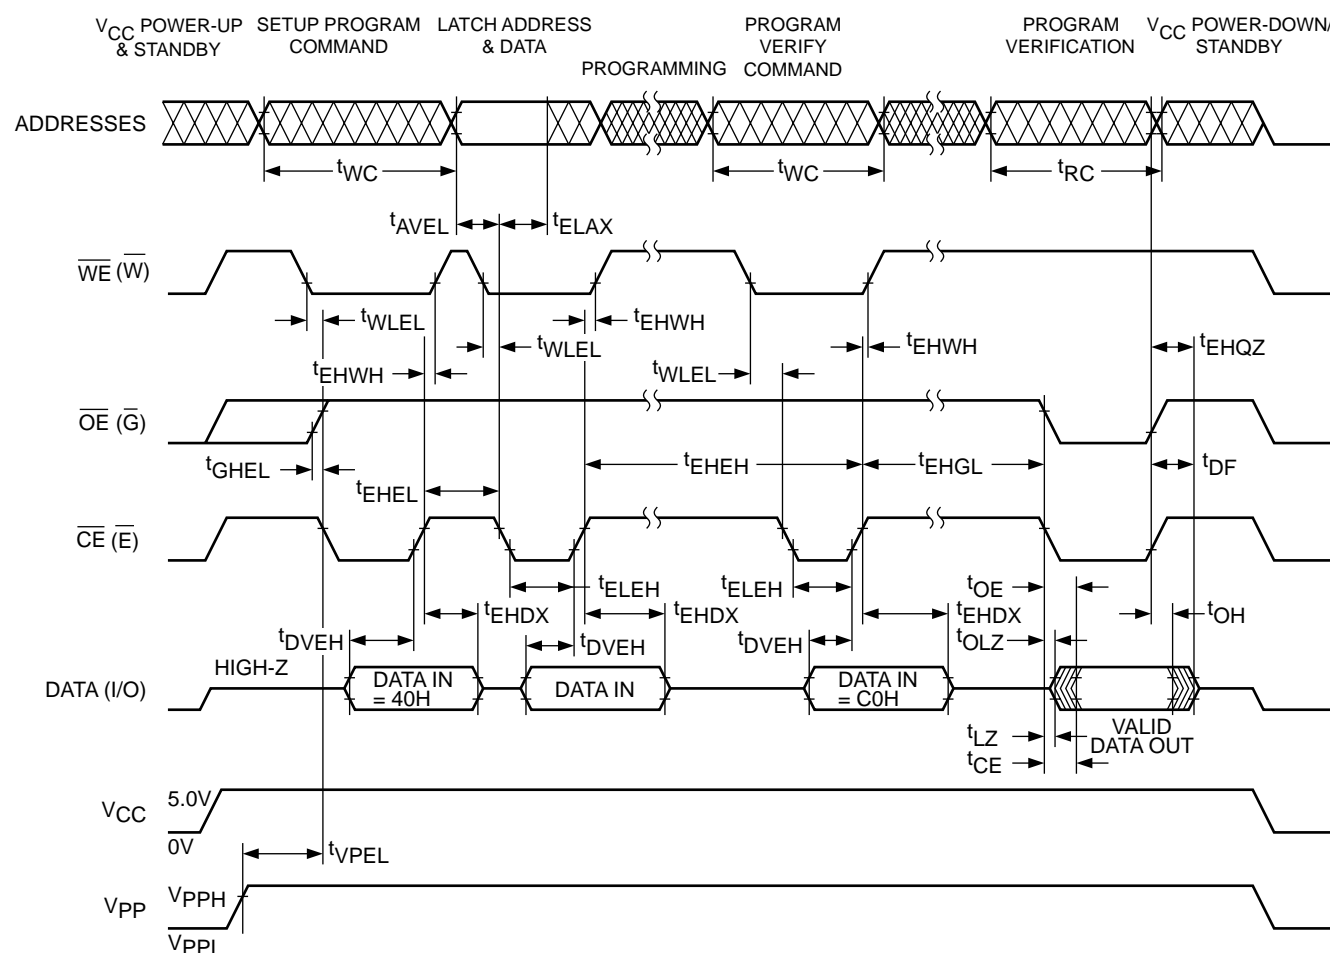 VCC POWER-UP
& STANDBY
SETUP PROGRAM
COMMAND
LATCH ADDRESS
& DATA
PROGRAMMING
PROGRAM
VERIFY
COMMAND
PROGRAM
VERIFICATION
VCC POWER-DOWN/
STANDBY
ADDRESSES
tWC
tWC
tRC
tAVEL
tELAX
WE (W)
tWLEL
tEHWH
tWLEL
tEHWH
tEHQZ
tEHWH
tWLEL
OE (G)
tGHEL
tEHEH
tEHGL
tDF
tEHEL
CE (E)
tELEH
tELEH
tOE
tEHDX
tEHDX
tEHDX
tOH
tDVEH
tDVEH
tDVEH
tOLZ
HIGH-Z
DATA (I/O)
DATA IN
= 40H
DATA IN
DATA IN
= C0H
tLZ
VALID
DATA OUT
tCE
VCC
5.0V
0V
tVPEL
VPP
VPPH
VPPL